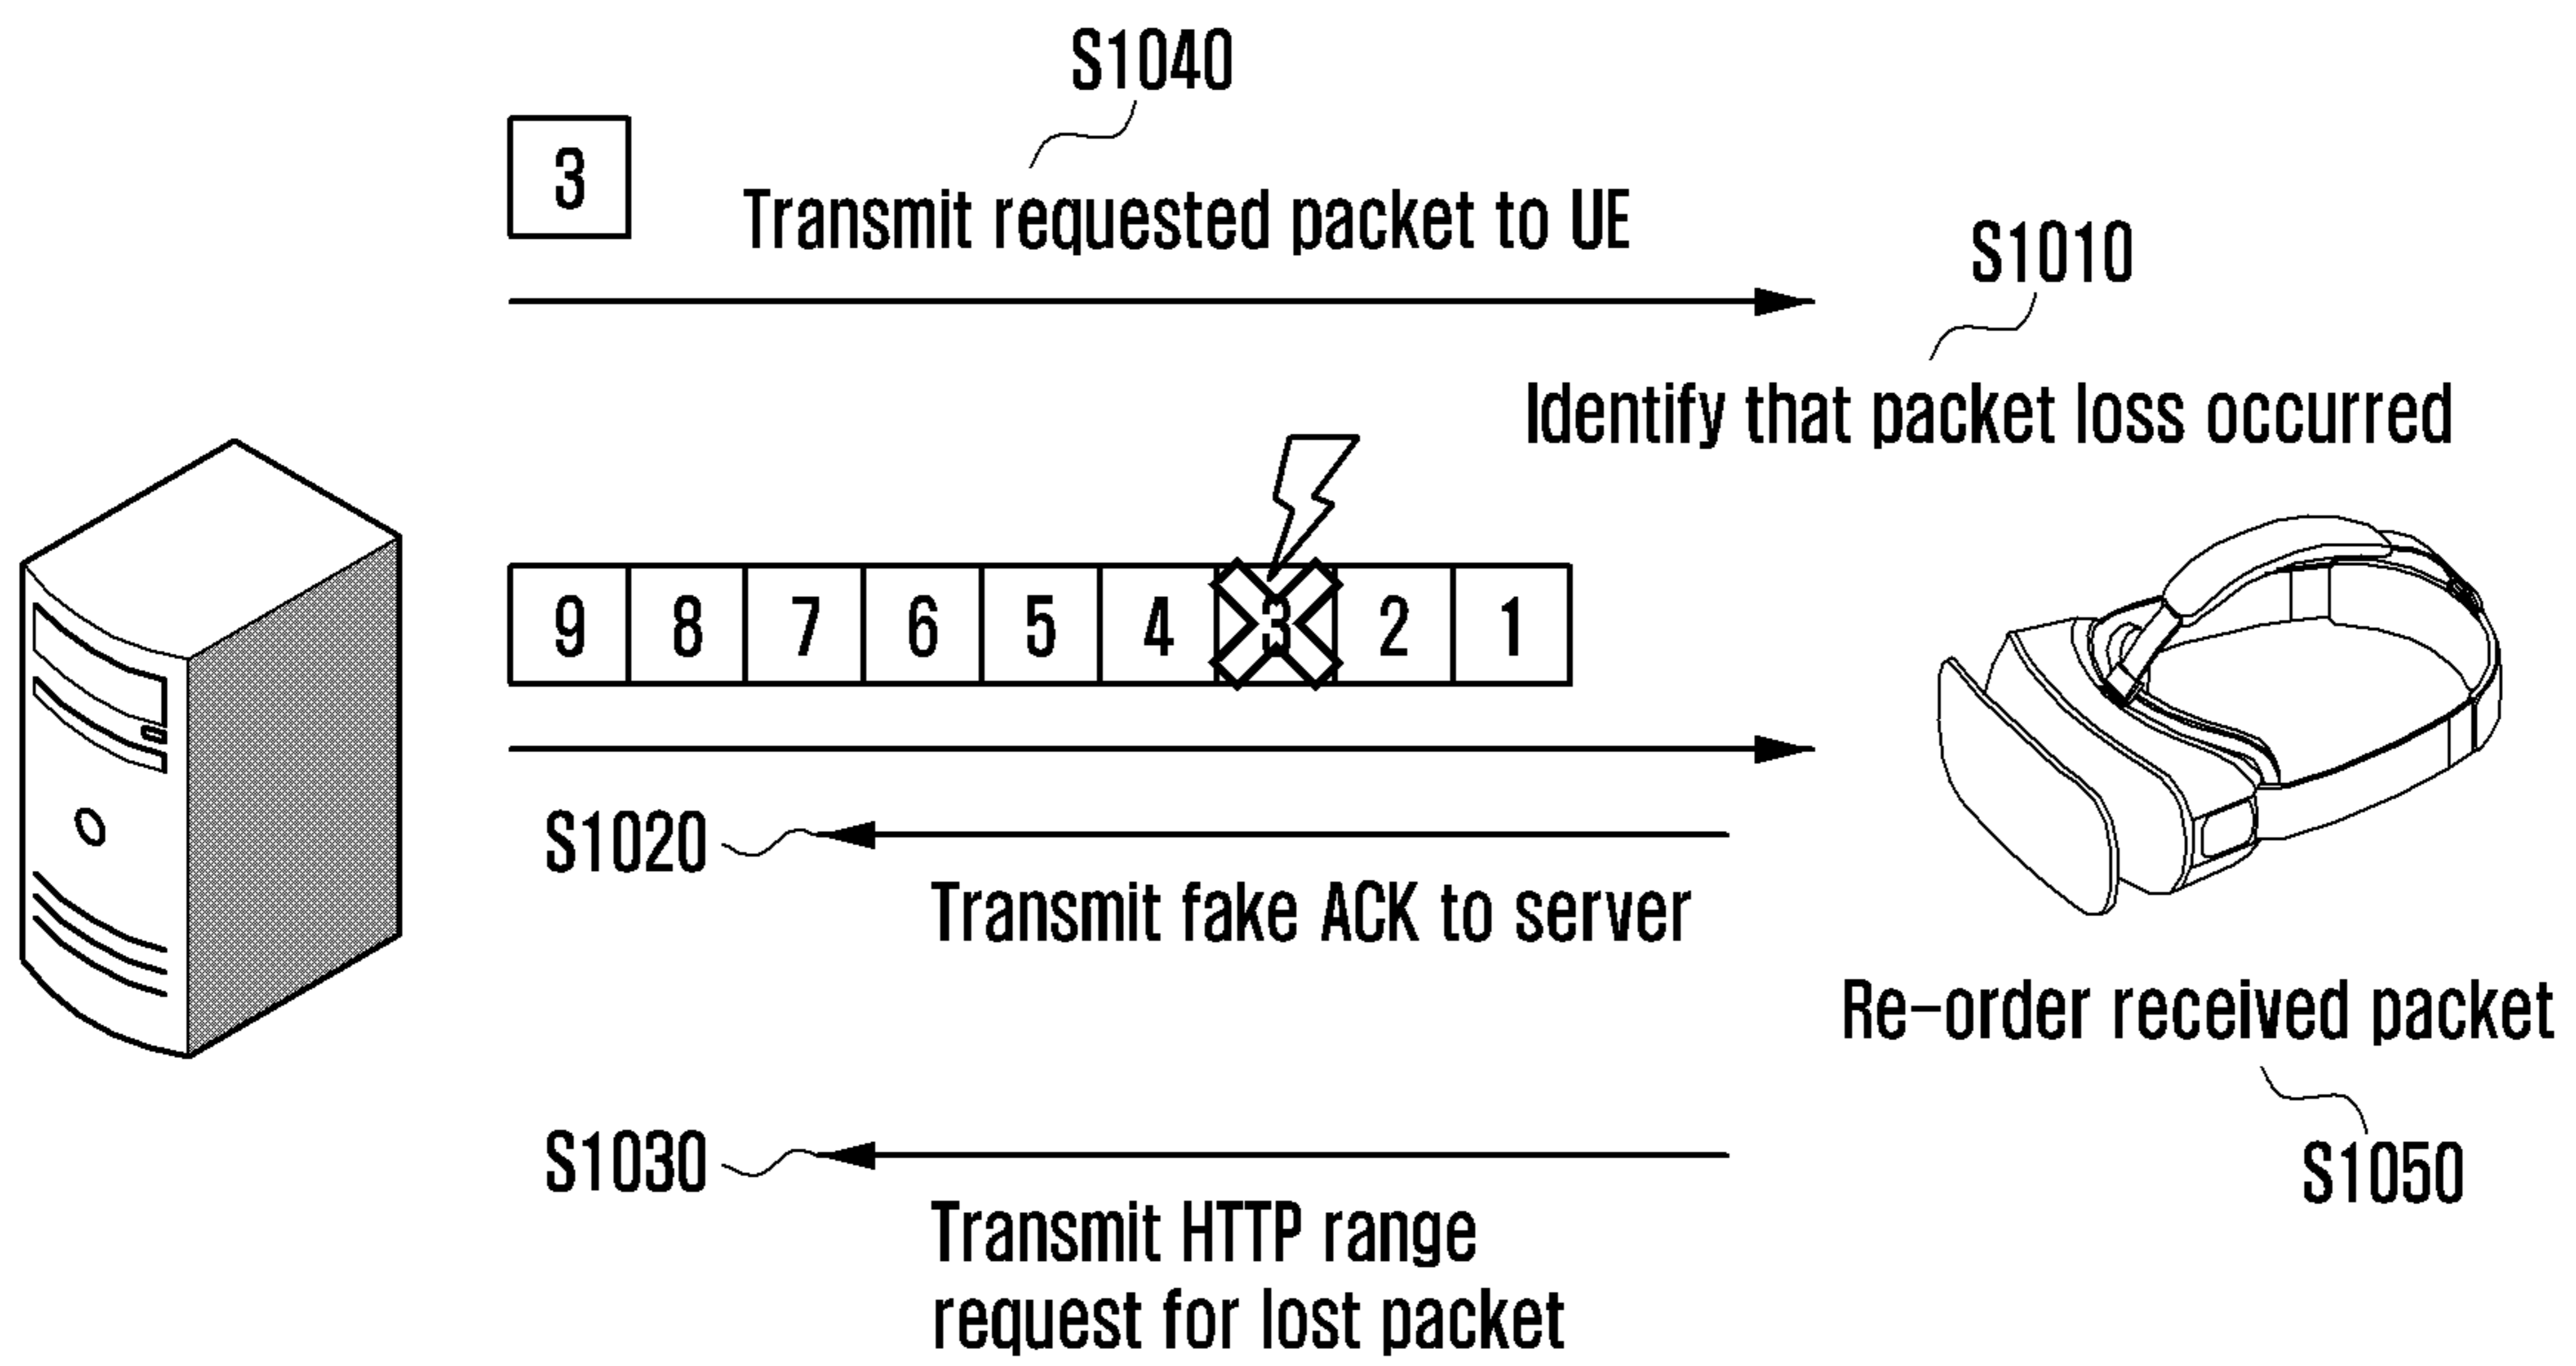 S1040
3
Transmit requested packet to UE
S1010
Identify that packet loss occurred
9 8 7 6 5 4 3 2 1
S1020
Transmit fake ACK to server
Re-order received packet
S1030
S1050
Transmit HTTP range
request for lost packet